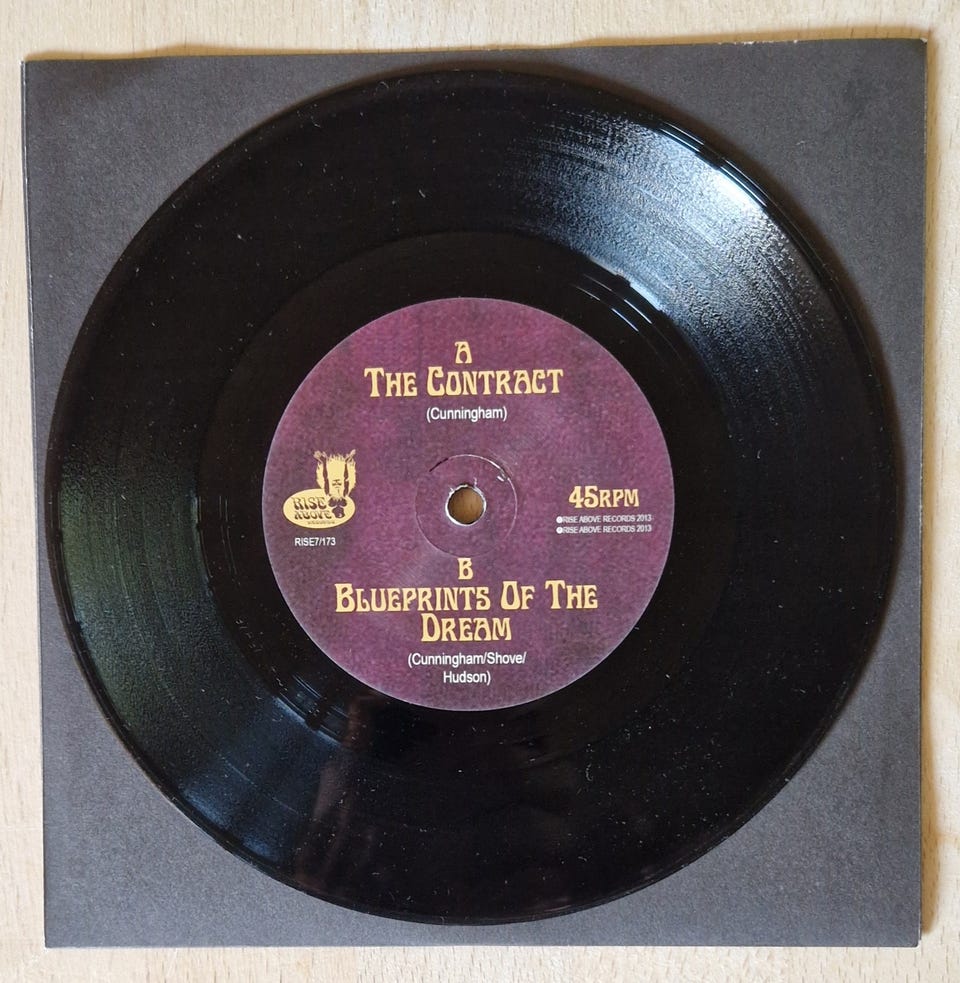 A
THE CONTRACT
(Cunningham)
RISE
ABOVE
RECORDS
RISE7/173
45RPM
℗RISE ABOVE RECORDS 2013
©RISE ABOVE RECORDS 2013
B
BLUEPRINTS OF THE
DREAM
(Cunningham/Shove/
Hudson)